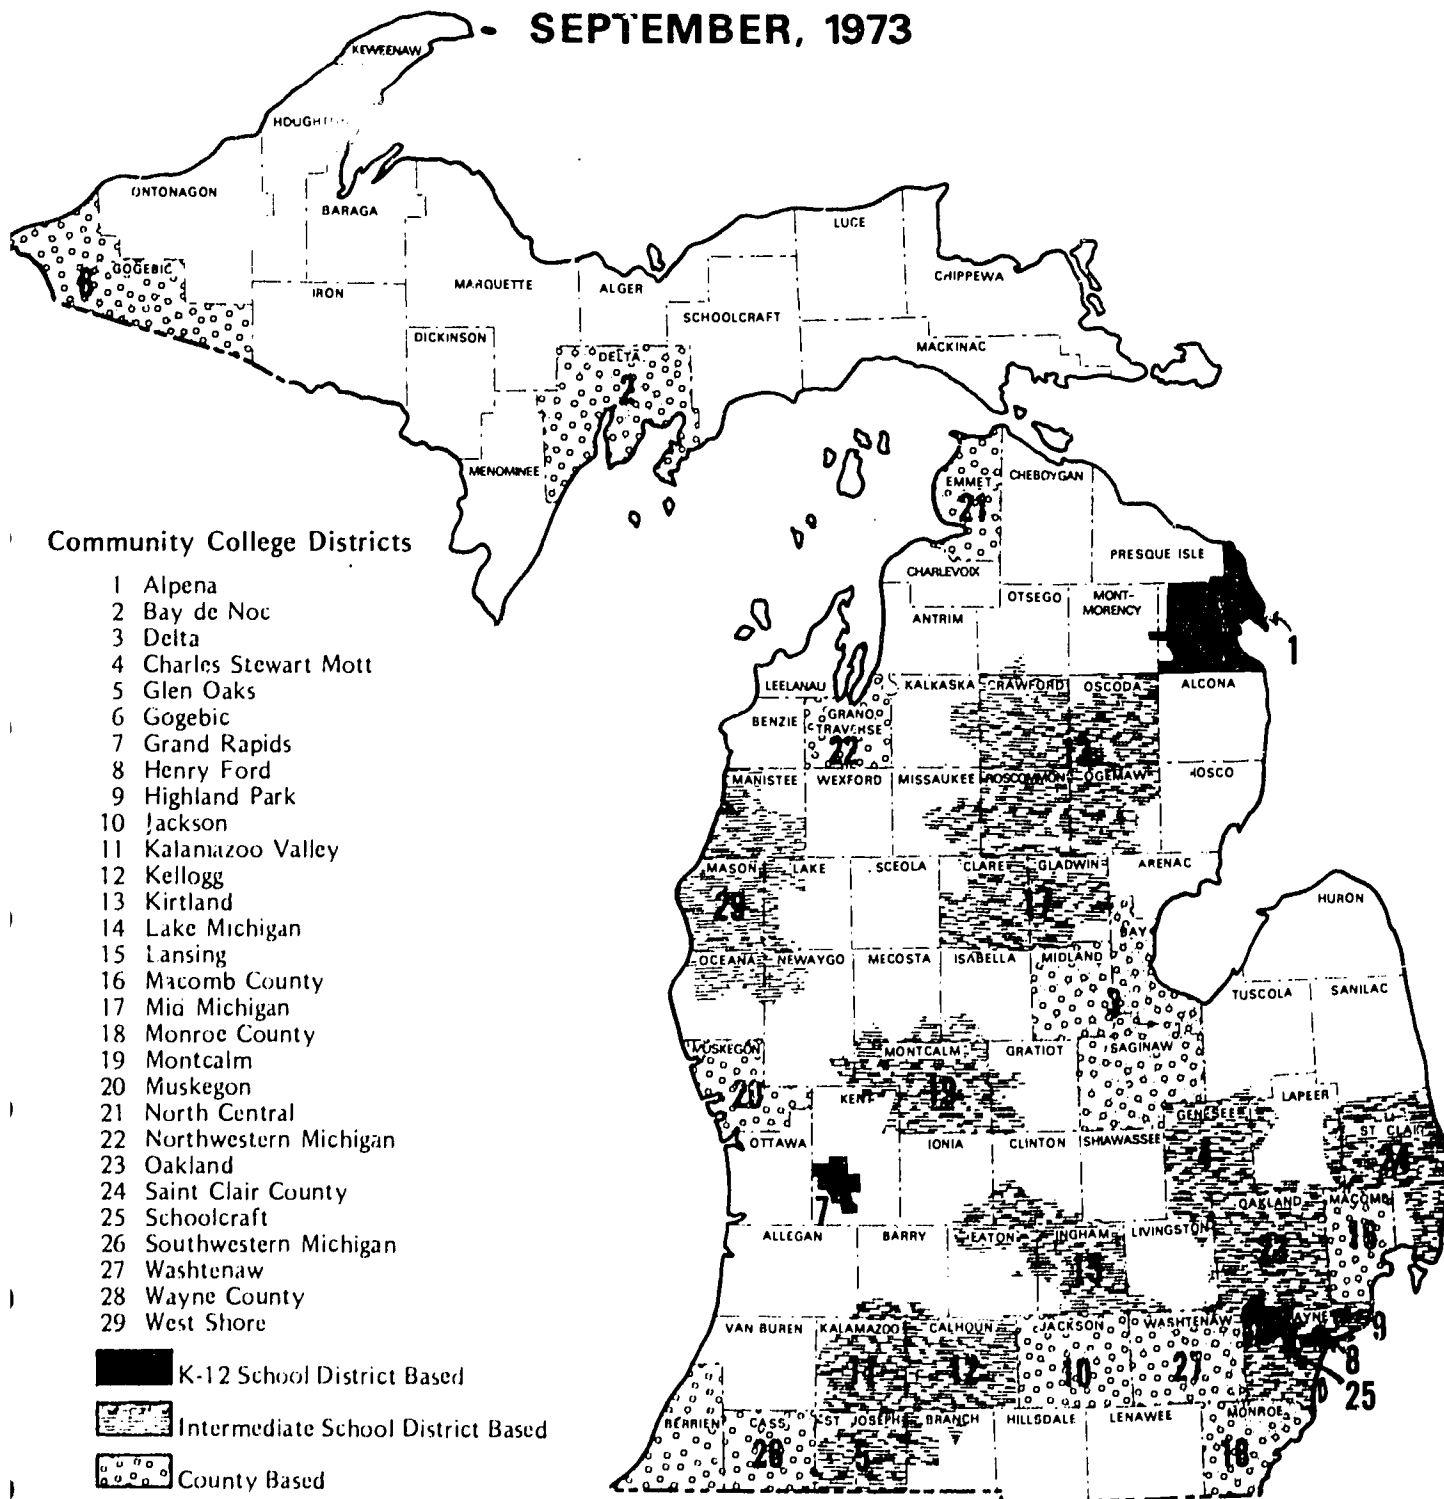 SEPTEMBER, 1973
KEWEENAW
ONTONAGON
BARAGA
LUCE
GOGEBIC
IRON
MARQUETTE
ALGER
CHIPPEWA
SCHOOLCRAFT
DICKINSON
MACKINAC
DELTA
2
MENOMINEE
EMMET
21
CHEBOYGAN
PRESQUE ISLE
CHARLEVOIX
OTSEGO
MONT-
MORENCY
ANTRIM
1
Community College Districts
1 Alpena
2 Bay de Noc
3 Delta
4 Charles Stewart Mott
5 Glen Oaks
6 Gogebic
7 Grand Rapids
8 Henry Ford
9 Highland Park
10 Jackson
11 Kalamazoo Valley
12 Kellogg
13 Kirtland
14 Lake Michigan
15 Lansing
16 Macomb County
17 Mid Michigan
18 Monroe County
19 Montcalm
20 Muskegon
21 North Central
22 Northwestern Michigan
23 Oakland
24 Saint Clair County
25 Schoolcraft
26 Southwestern Michigan
27 Washtenaw
28 Wayne County
29 West Shore
K-12 School District Based
Intermediate School District Based
County Based
LEELANAU
KALKASKA
CRAWFORD
OSCODA
ALCONA
BENZIE
GRAND
TRAVERSE
22
MANISTEE
WEXFORD
MISSAUKEE
ROSCOMMON
OGEMAW
IOSCO
MASON
LAKE
SCEOLA
CLARE
GLADWIN
ARENAC
29
17
HURON
BAY
OCEANA
NEWAYGO
MECOSTA
ISABELLA
MIDLAND
3
TUSCOLA
SANILAC
MUSKEGON
MONTCALM
GRATIOT
SAGINAW
20
KENT
19
GENESEE
LAPEER
OTTAWA
IONIA
CLINTON
SHIAWASSEE
4
ST CLAIR
24
7
OAKLAND
MACOMB
ALLEGAN
BARRY
EATON
INGHAM
LIVINGSTON
15
23
16
VAN BUREN
KALAMAZOO
CALHOUN
JACKSON
WASHTENAW
9
8
11
12
10
27
25
BERRIEN
CASS
ST JOSEPH
BRANCH
HILLSDALE
LENAWEE
MONROE
5
18